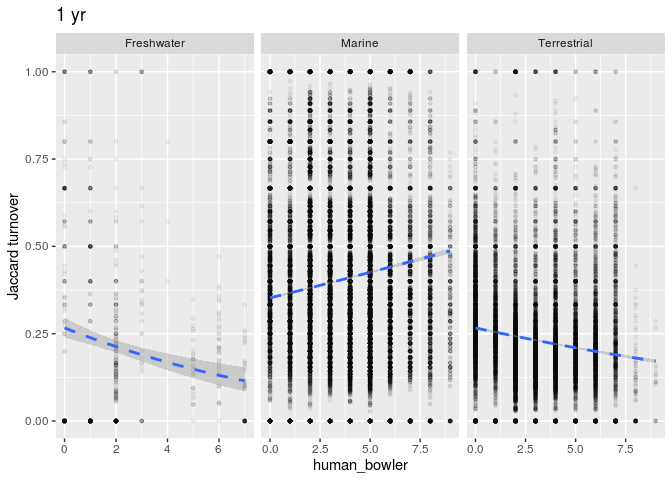 1 yr
Freshwater
Marine
Terrestrial
Jaccard turnover
1.00
0.75
0.50
0.25
0.00
0 2 4 6
0.0 2.5 5.0 7.5
0.0 2.5 5.0 7.5
human_bowler